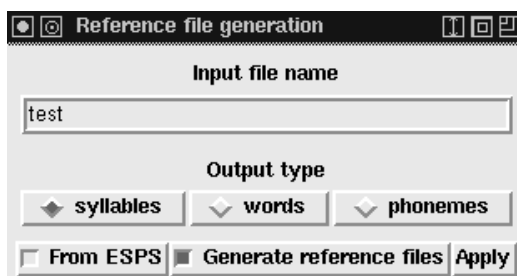 Reference file generation
Input file name
test
Output type
syllables words phonemes
From ESPS Generate reference files Apply